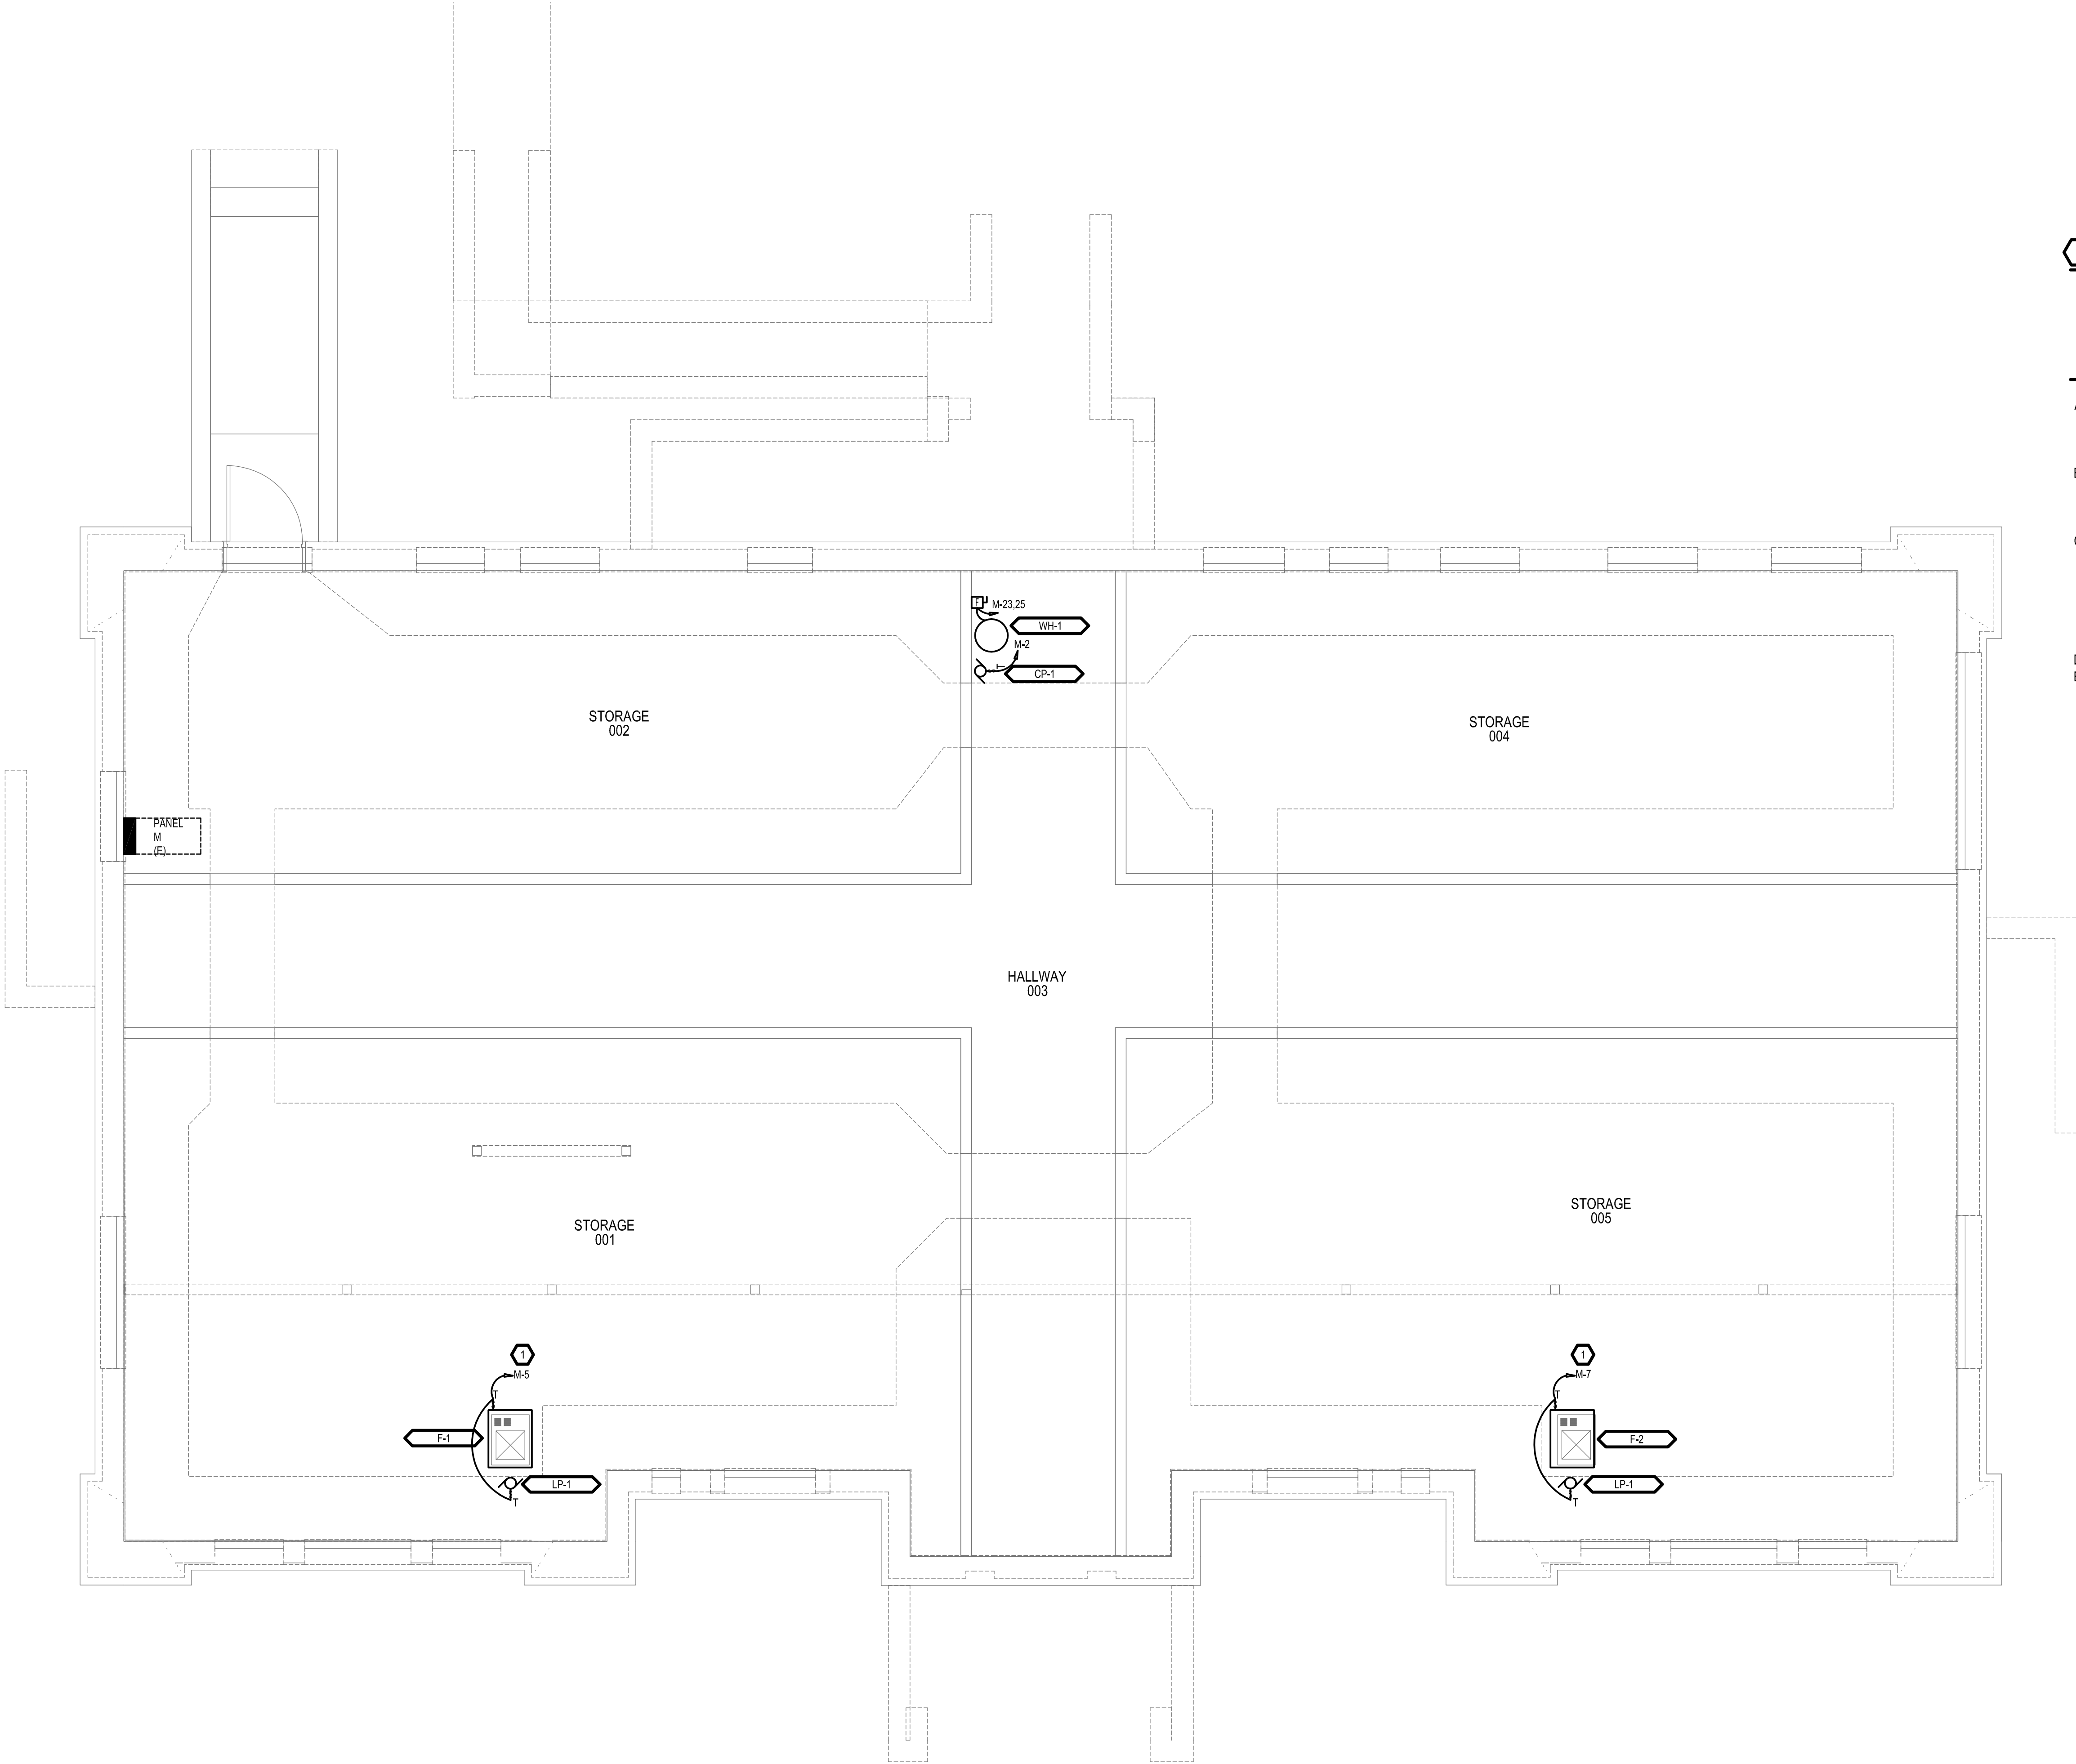 F
M-23,25
WH-1
M-2
T
CP-1
STORAGE
002
STORAGE
004
PANEL
M
(E)
HALLWAY
003
STORAGE
001
STORAGE
005
1
M-5
T
F-1
LP-1
T
1
M-7
T
F-2
LP-1
T